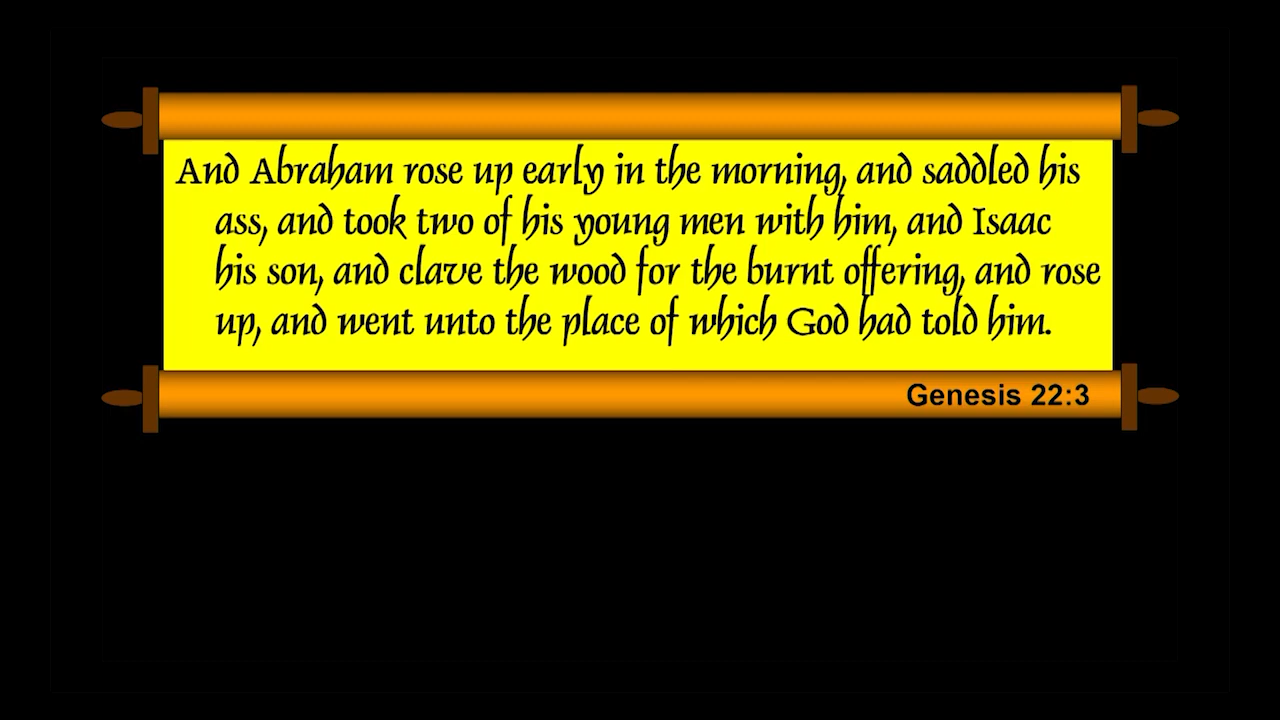 And Abraham rose up early in the morning, and saddled his
ass, and took two of his young men with him, and Isaac
his son, and clave the wood for the burnt offering, and rose
up, and went unto the place of which God had told him.
Genesis 22:3